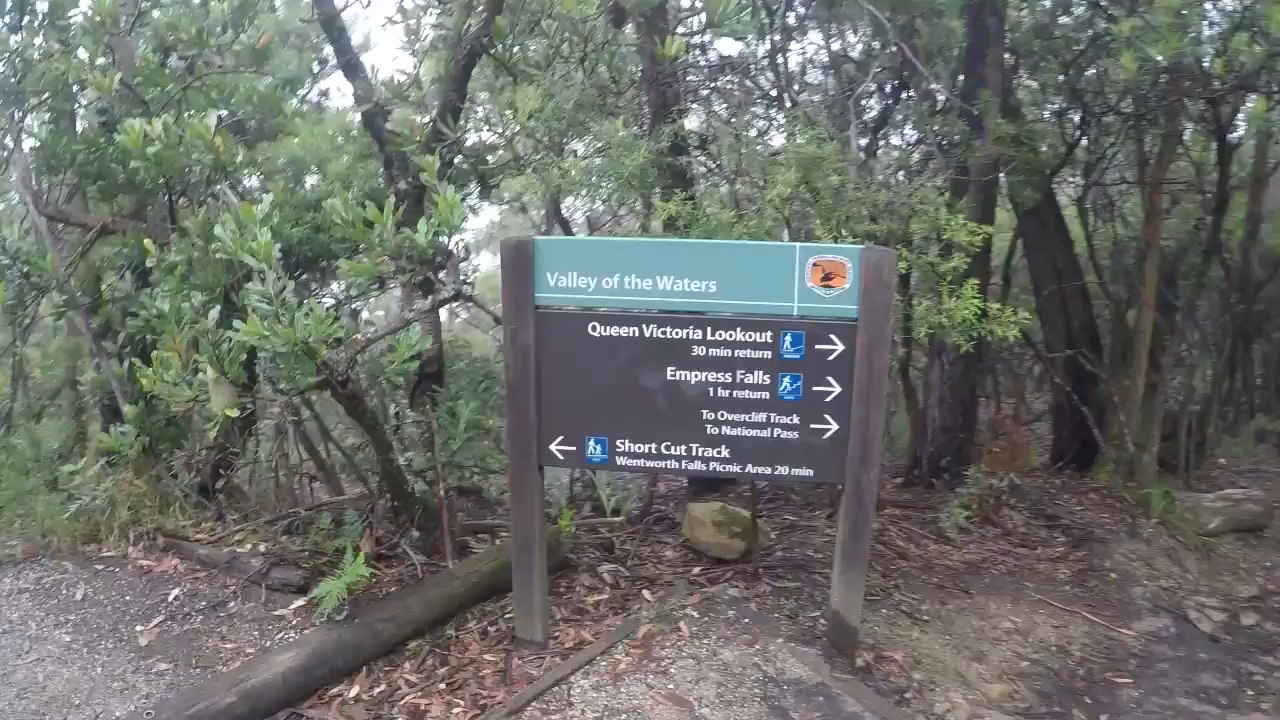 Valley of the Waters
Queen Victoria Lookout
30 min return
Empress Falls
1 hr return
To Overcliff Track
To National Pass
Short Cut Track
Wentworth Falls Picnic Area 20 min